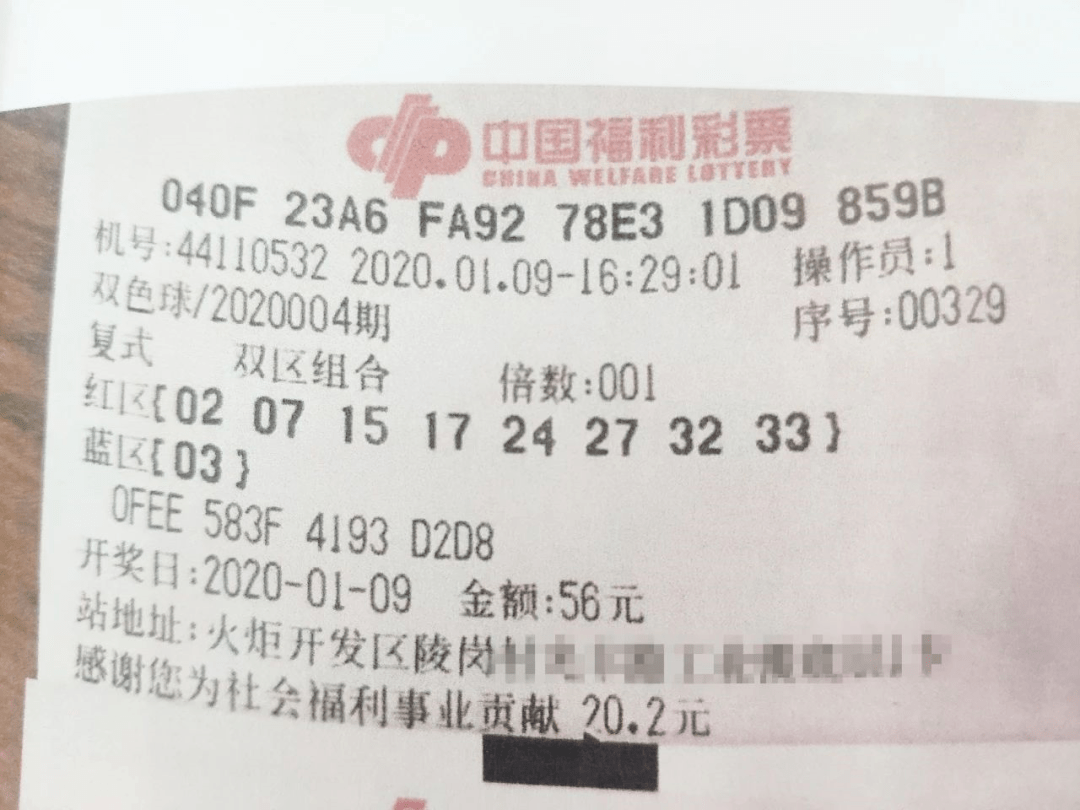 中国福利彩票
CHINA WELFARE LOTTERY
040F 23A6 FA92 78E3 1D09 859B
机号:44110532 2020.01.09-16:29:01 操作员:1
双色球/2020004期 序号:00329
复式 双区组合 倍数:001
红区{02 07 15 17 24 27 32 33}
蓝区{03}
0FEE 583F 4193 D2D8
开奖日:2020-01-09 金额:56元
站地址:火炬开发区陵岗
感谢您为社会福利事业贡献 20.2元